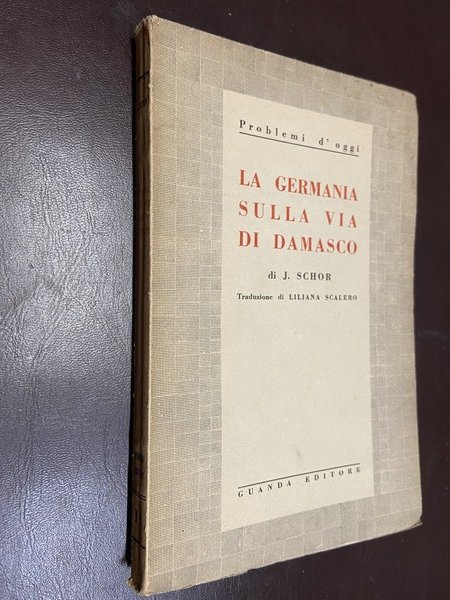 Problemi d' oggi
LA GERMANIA
SULLA VIA
DI DAMASCO
di J. SCHOR
Traduzione di LILIANA SCALERO
GUANDA EDITORE